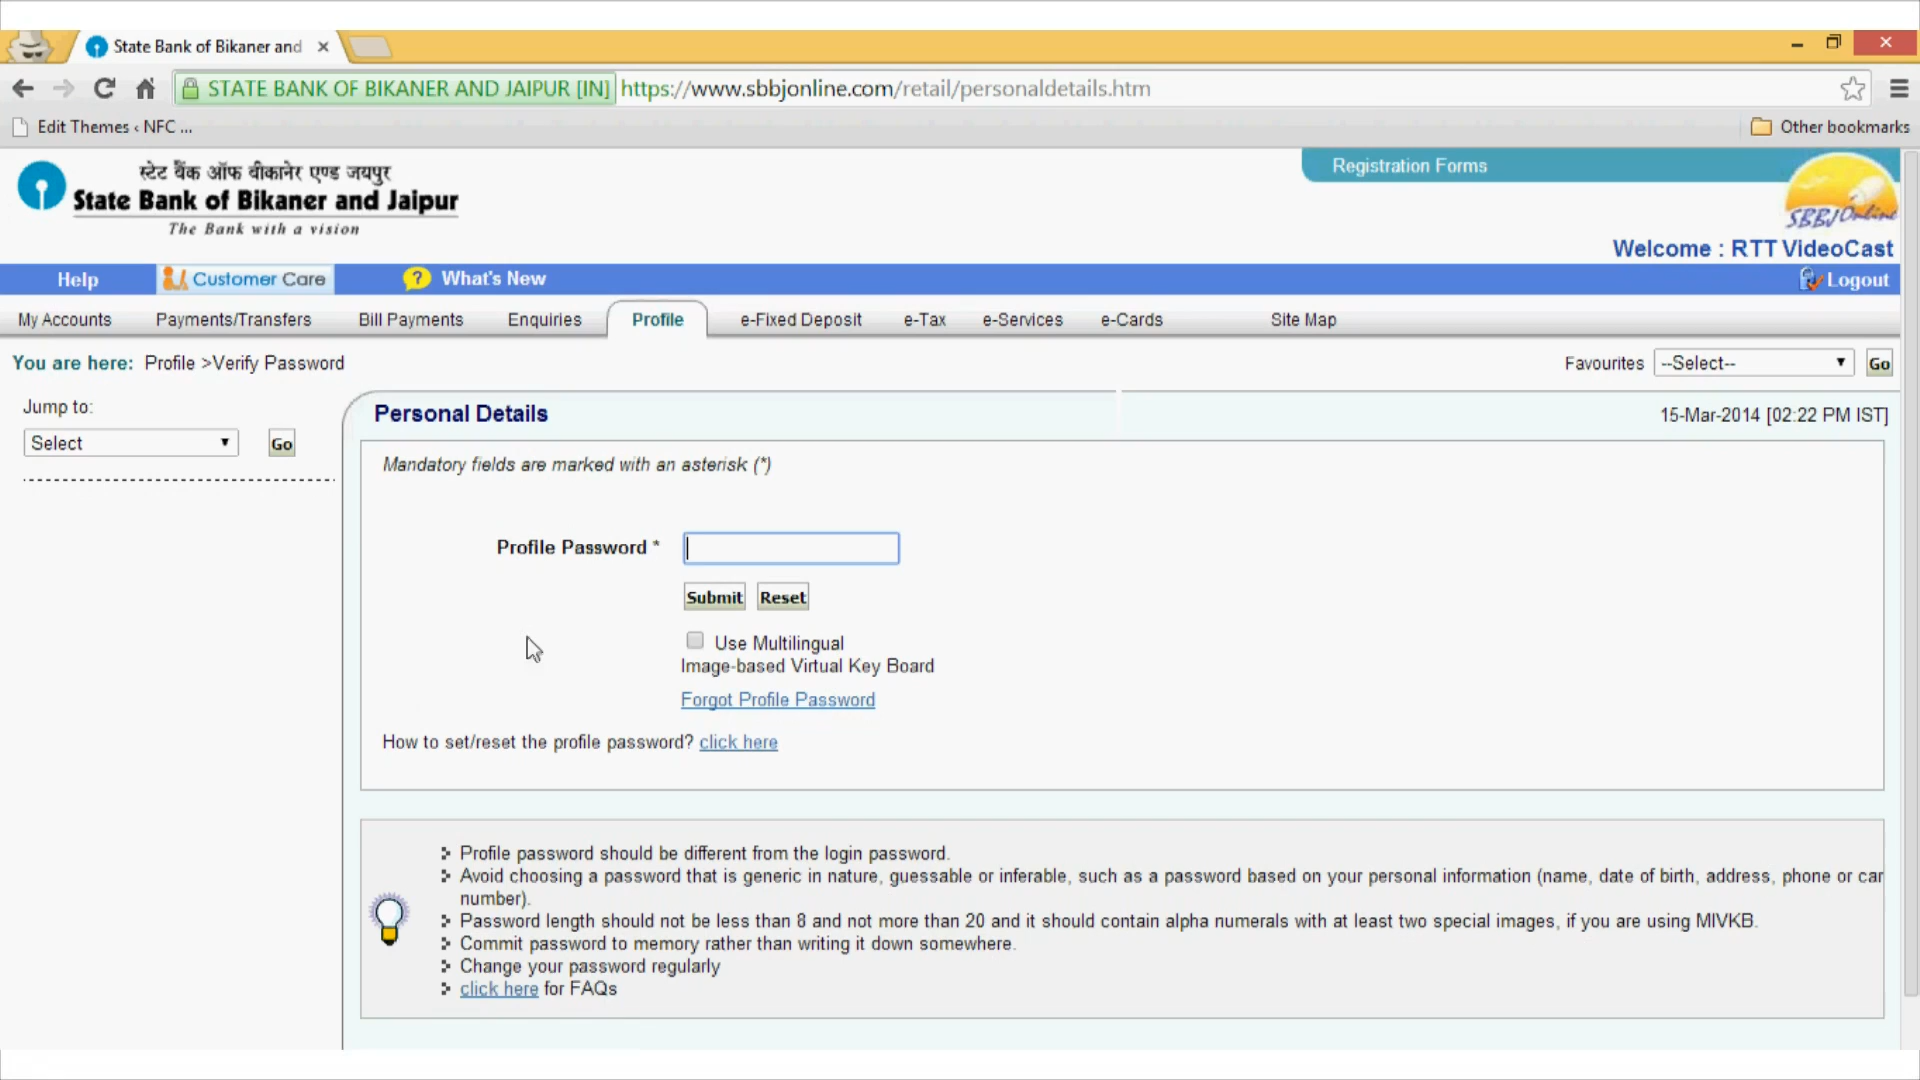 State Bank of Bikaner and
STATE BANK OF BIKANER AND JAIPUR [IN] https://www.sbbjonline.com/retail/personaldetails.htm
Edit Themes ‹ NFC ... Other bookmarks
स्टेट बैंक ऑफ बीकानेर एण्ड जयपुर
State Bank of Bikaner and Jaipur
The Bank with a vision
Registration Forms
SBBJOnline
Welcome : RTT VideoCast
Help Customer Care ? What's New Logout
My Accounts Payments/Transfers Bill Payments Enquiries Profile e-Fixed Deposit e-Tax e-Services e-Cards Site Map
You are here: Profile >Verify Password Favourites --Select-- Go
Jump to:
Select Go
Personal Details 15-Mar-2014 [02:22 PM IST]
Mandatory fields are marked with an asterisk (*)
Profile Password *
Submit Reset
Use Multilingual
Image-based Virtual Key Board
Forgot Profile Password
How to set/reset the profile password? click here
Profile password should be different from the login password.
Avoid choosing a password that is generic in nature, guessable or inferable, such as a password based on your personal information (name, date of birth, address, phone or car
number).
Password length should not be less than 8 and not more than 20 and it should contain alpha numerals with at least two special images, if you are using MIVKB.
Commit password to memory rather than writing it down somewhere.
Change your password regularly
click here for FAQs